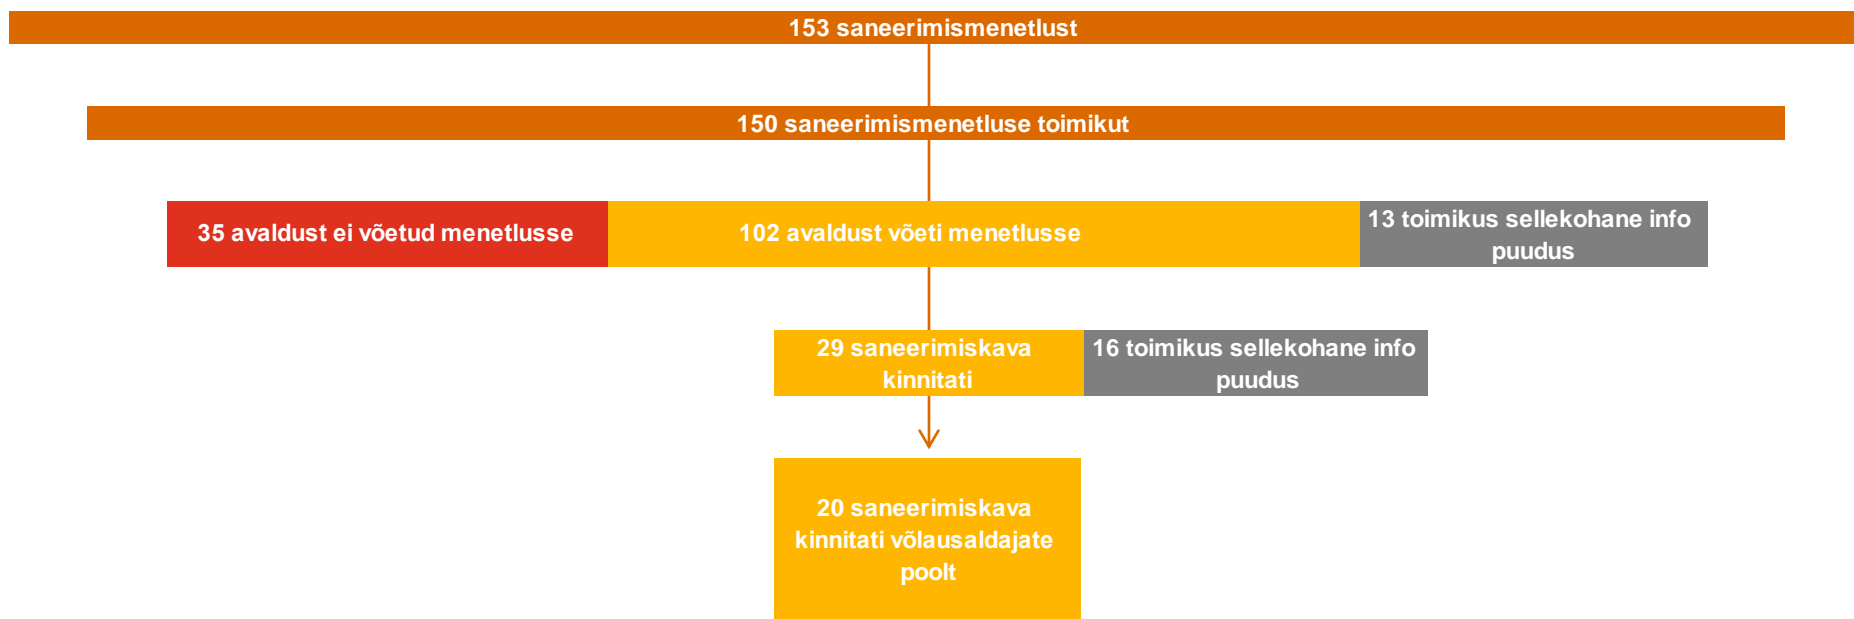 153 saneerimismenetlust
150 saneerimismenetluse toimikut
35 avaldust ei võetud menetlusse
102 avaldust võeti menetlusse
13 toimikus sellekohane info
puudus
29 saneerimiskava
kinnitati
16 toimikus sellekohane info
puudus
20 saneerimiskava
kinnitati võlausaldajate
poolt